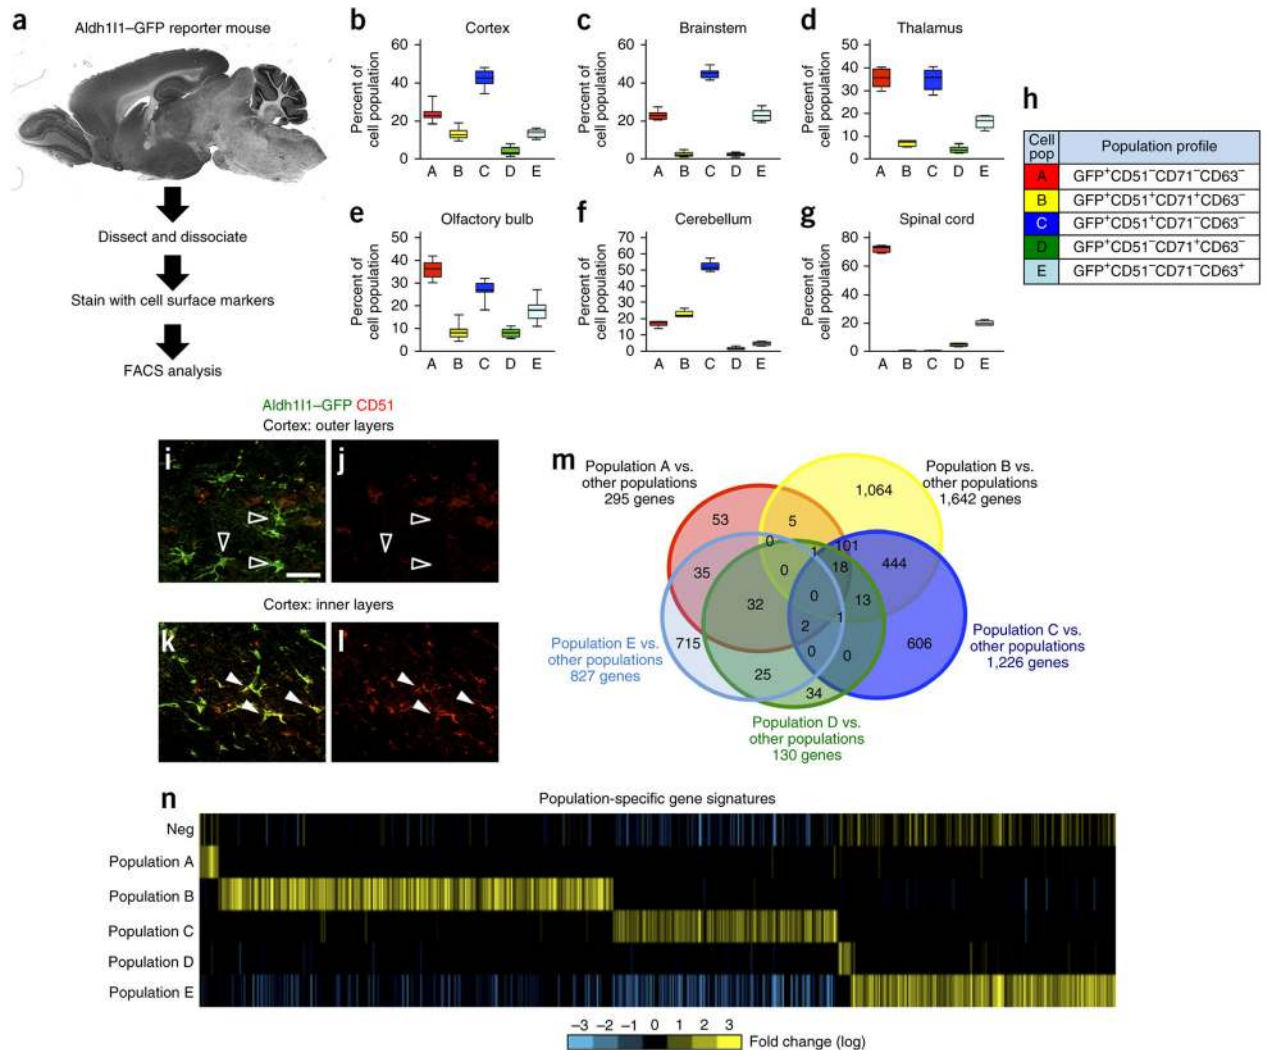 a
Aldh1l1–GFP reporter mouse
Dissect and dissociate
Stain with cell surface markers
FACS analysis
b
Cortex
Percent of
cell population
60
40
20
0
A B C D E
c
Brainstem
Percent of
cell population
60
40
20
0
A B C D E
d
Thalamus
Percent of
cell population
50
40
30
20
10
0
A B C D E
e
Olfactory bulb
Percent of
cell population
50
40
30
20
10
0
A B C D E
f
Cerebellum
Percent of
cell population
70
60
50
40
30
20
10
0
A B C D E
g
Spinal cord
Percent of
cell population
80
60
40
20
0
A B C D E
h
Cell
pop
Population profile
A GFP⁺CD51⁻CD71⁻CD63⁻
B GFP⁺CD51⁺CD71⁺CD63⁻
C GFP⁺CD51⁺CD71⁻CD63⁻
D GFP⁺CD51⁻CD71⁺CD63⁻
E GFP⁺CD51⁻CD71⁻CD63⁺
Aldh1l1–GFP CD51
Cortex: outer layers
i
j
Cortex: inner layers
k
l
m
Population A vs.
other populations
295 genes
Population B vs.
other populations
1,642 genes
Population C vs.
other populations
1,226 genes
Population D vs.
other populations
130 genes
Population E vs.
other populations
827 genes
1,064
53
5
0
1
101
35
0
18
444
32
0
13
2
1
715
0
0
606
25
34
n
Population-specific gene signatures
Neg
Population A
Population B
Population C
Population D
Population E
–3 –2 –1 0 1 2 3
Fold change (log)